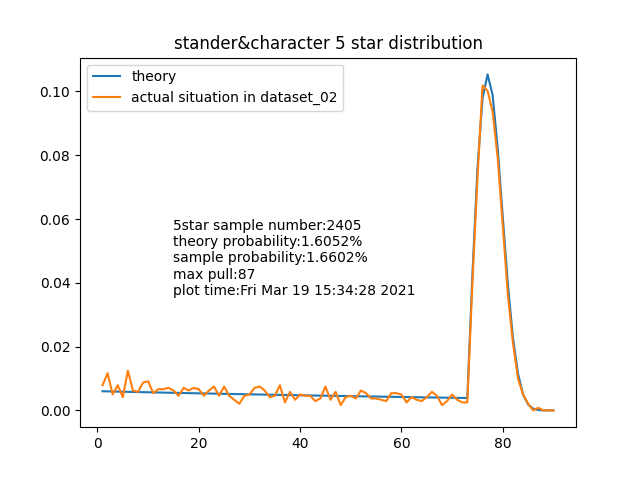 stander&character 5 star distribution
theory
actual situation in dataset_02
0.10
0.08
0.06
0.04
0.02
0.00
5star sample number:2405
theory probability:1.6052%
sample probability:1.6602%
max pull:87
plot time:Fri Mar 19 15:34:28 2021
0
20
40
60
80